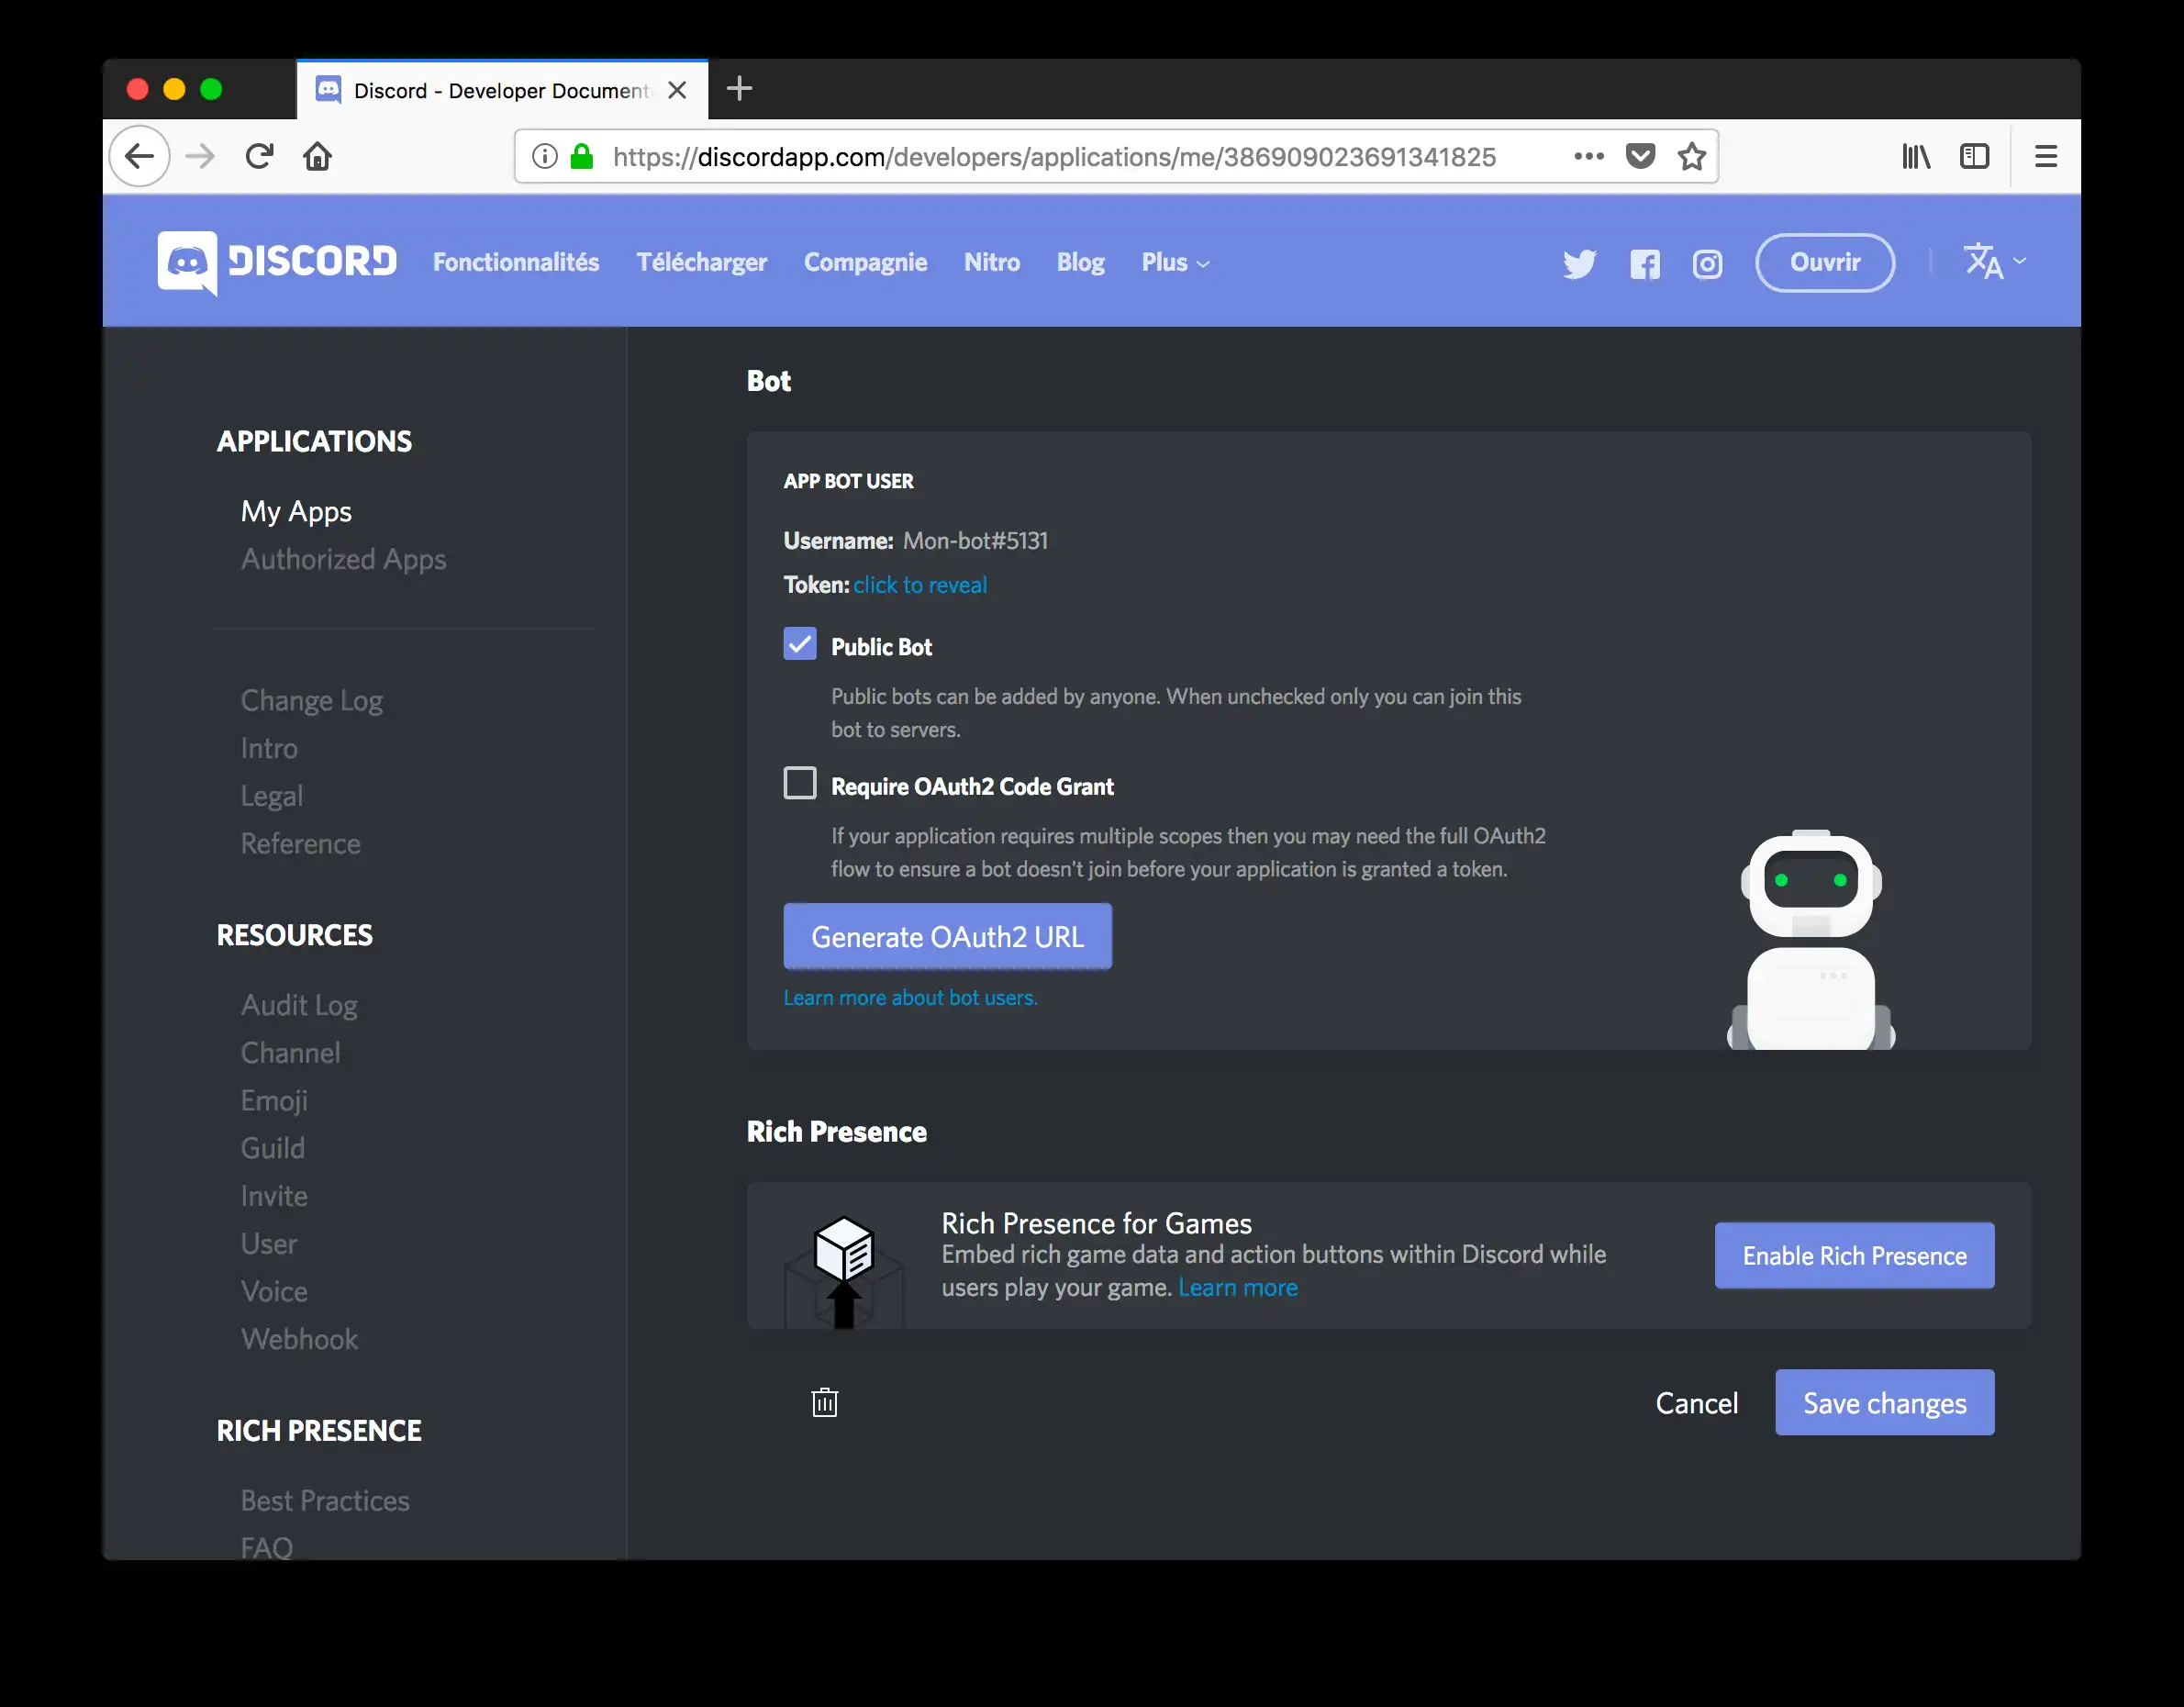 Discord - Developer Document
https://discordapp.com/developers/applications/me/386909023691341825
DISCORD
Fonctionnalités
Télécharger
Compagnie
Nitro
Blog
Plus
Ouvrir
APPLICATIONS
My Apps
Authorized Apps
Change Log
Intro
Legal
Reference
RESOURCES
Audit Log
Channel
Emoji
Guild
Invite
User
Voice
Webhook
RICH PRESENCE
Best Practices
FAQ
Bot
APP BOT USER
Username: Mon-bot#5131
Token: click to reveal
Public Bot
Public bots can be added by anyone. When unchecked only you can join this
bot to servers.
Require OAuth2 Code Grant
If your application requires multiple scopes then you may need the full OAuth2
flow to ensure a bot doesn't join before your application is granted a token.
Generate OAuth2 URL
Learn more about bot users.
Rich Presence
Rich Presence for Games
Embed rich game data and action buttons within Discord while
users play your game. Learn more
Enable Rich Presence
Cancel
Save changes